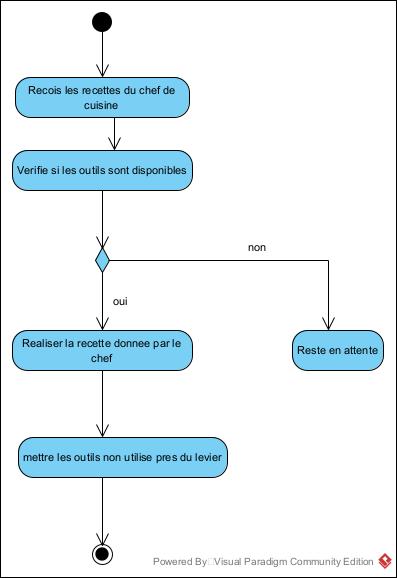 Recois les recettes du chef de
cuisine
Verifie si les outils sont disponibles
non
oui
Realiser la recette donnee par le
chef
Reste en attente
mettre les outils non utilise pres du levier
Powered By Visual Paradigm Community Edition